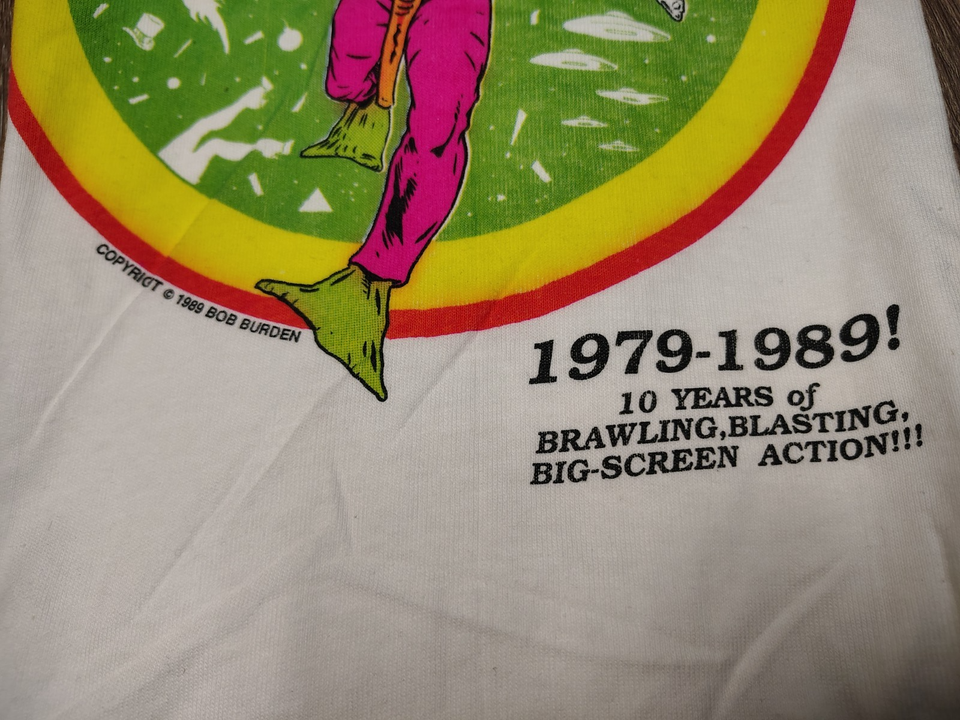 COPYRIGT © 1989 BOB BURDEN
1979-1989!
10 YEARS of
BRAWLING,BLASTING,
BIG-SCREEN ACTION!!!